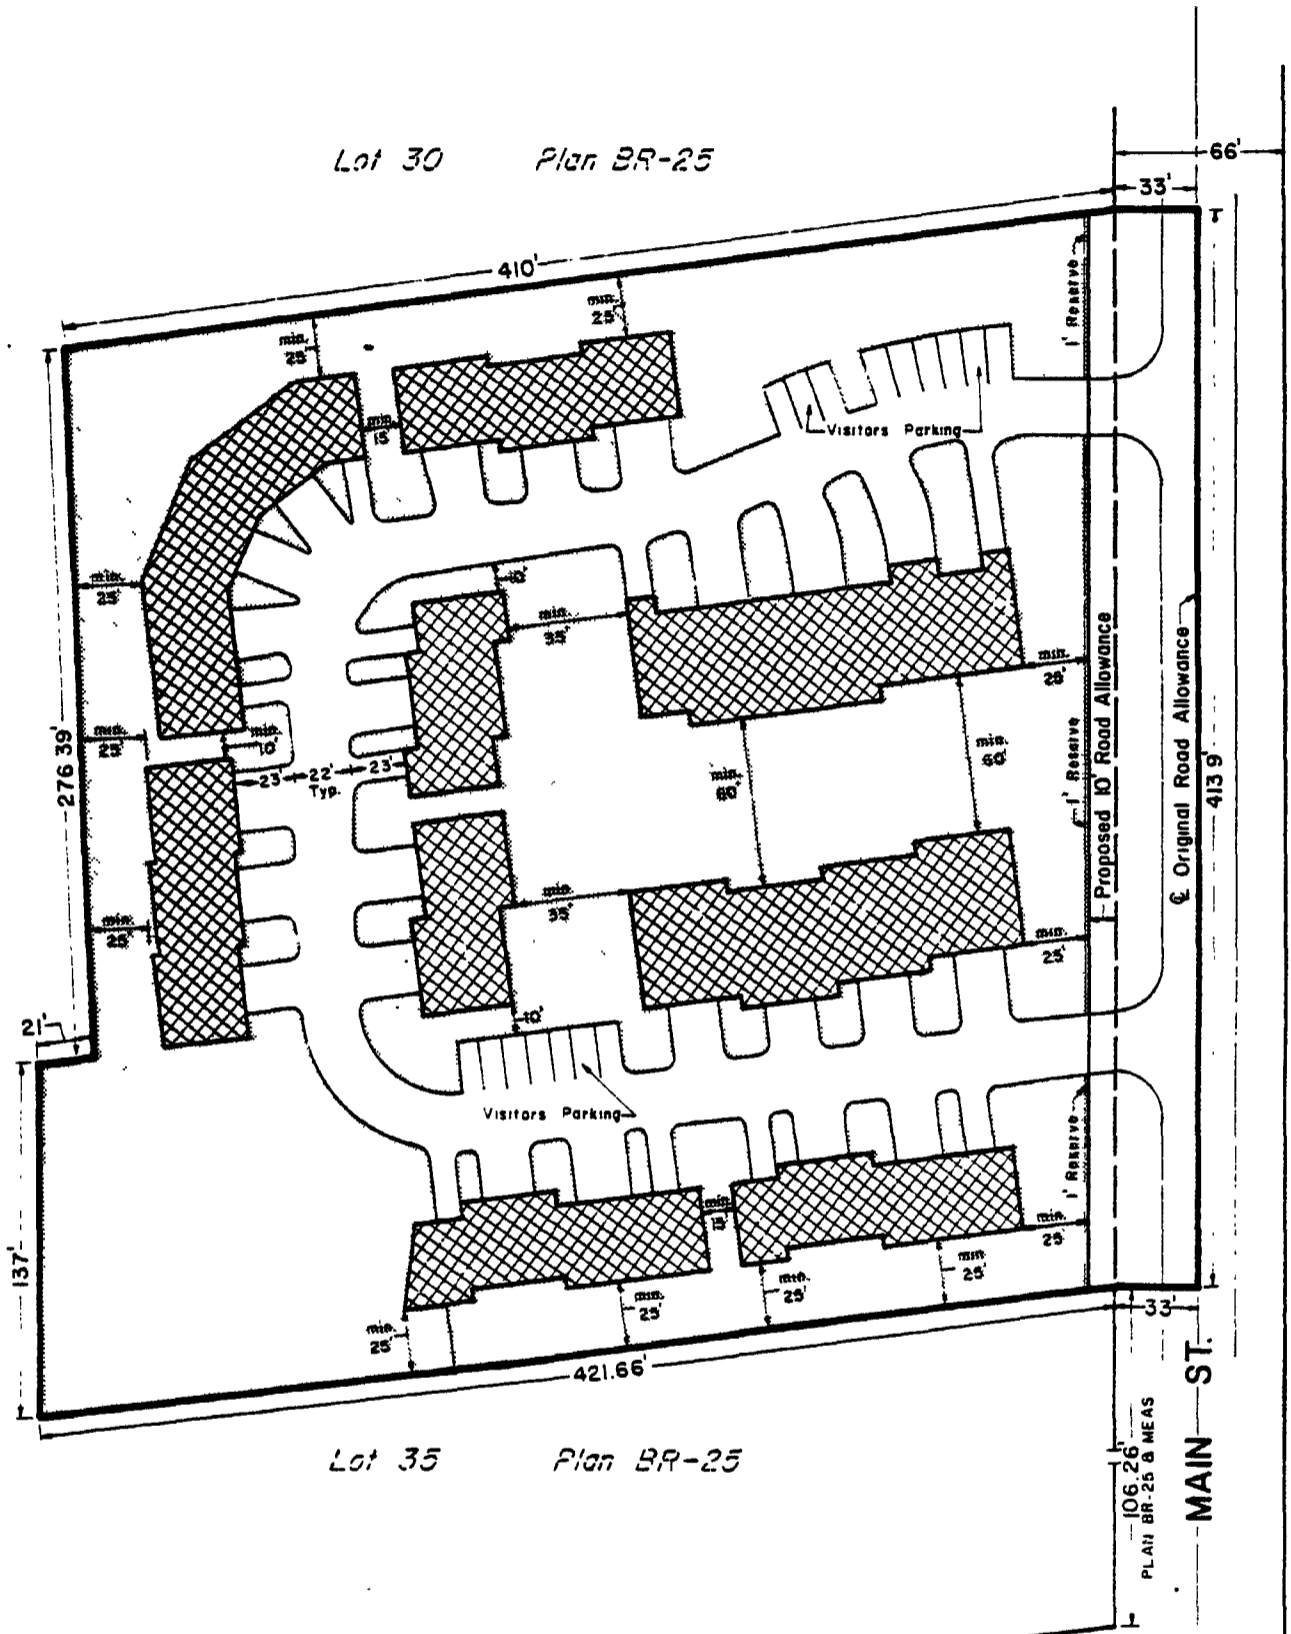 Lot 30 Plan BR-25
66'
33'
410'
min.
25'
min.
25'
1' Reserve
min.
15'
Visitors Parking
min.
25'
10'
min.
35'
min.
25'
Proposed 10' Road Allowance
℄ Original Road Allowance
276 39'
min.
25'
min.
10'
23' 22' 23'
Typ.
min.
60'
min.
60'
1' Reserve
413 9'
min.
25'
min.
35'
min.
25'
21'
10'
Visitors Parking
1' Reserve
137'
min.
15'
min.
25'
min.
25'
min.
25'
min.
25'
min.
25'
33'
421.66'
Lot 35 Plan BR-25
106.26'
PLAN BR-25 & MEAS
MAIN ST.